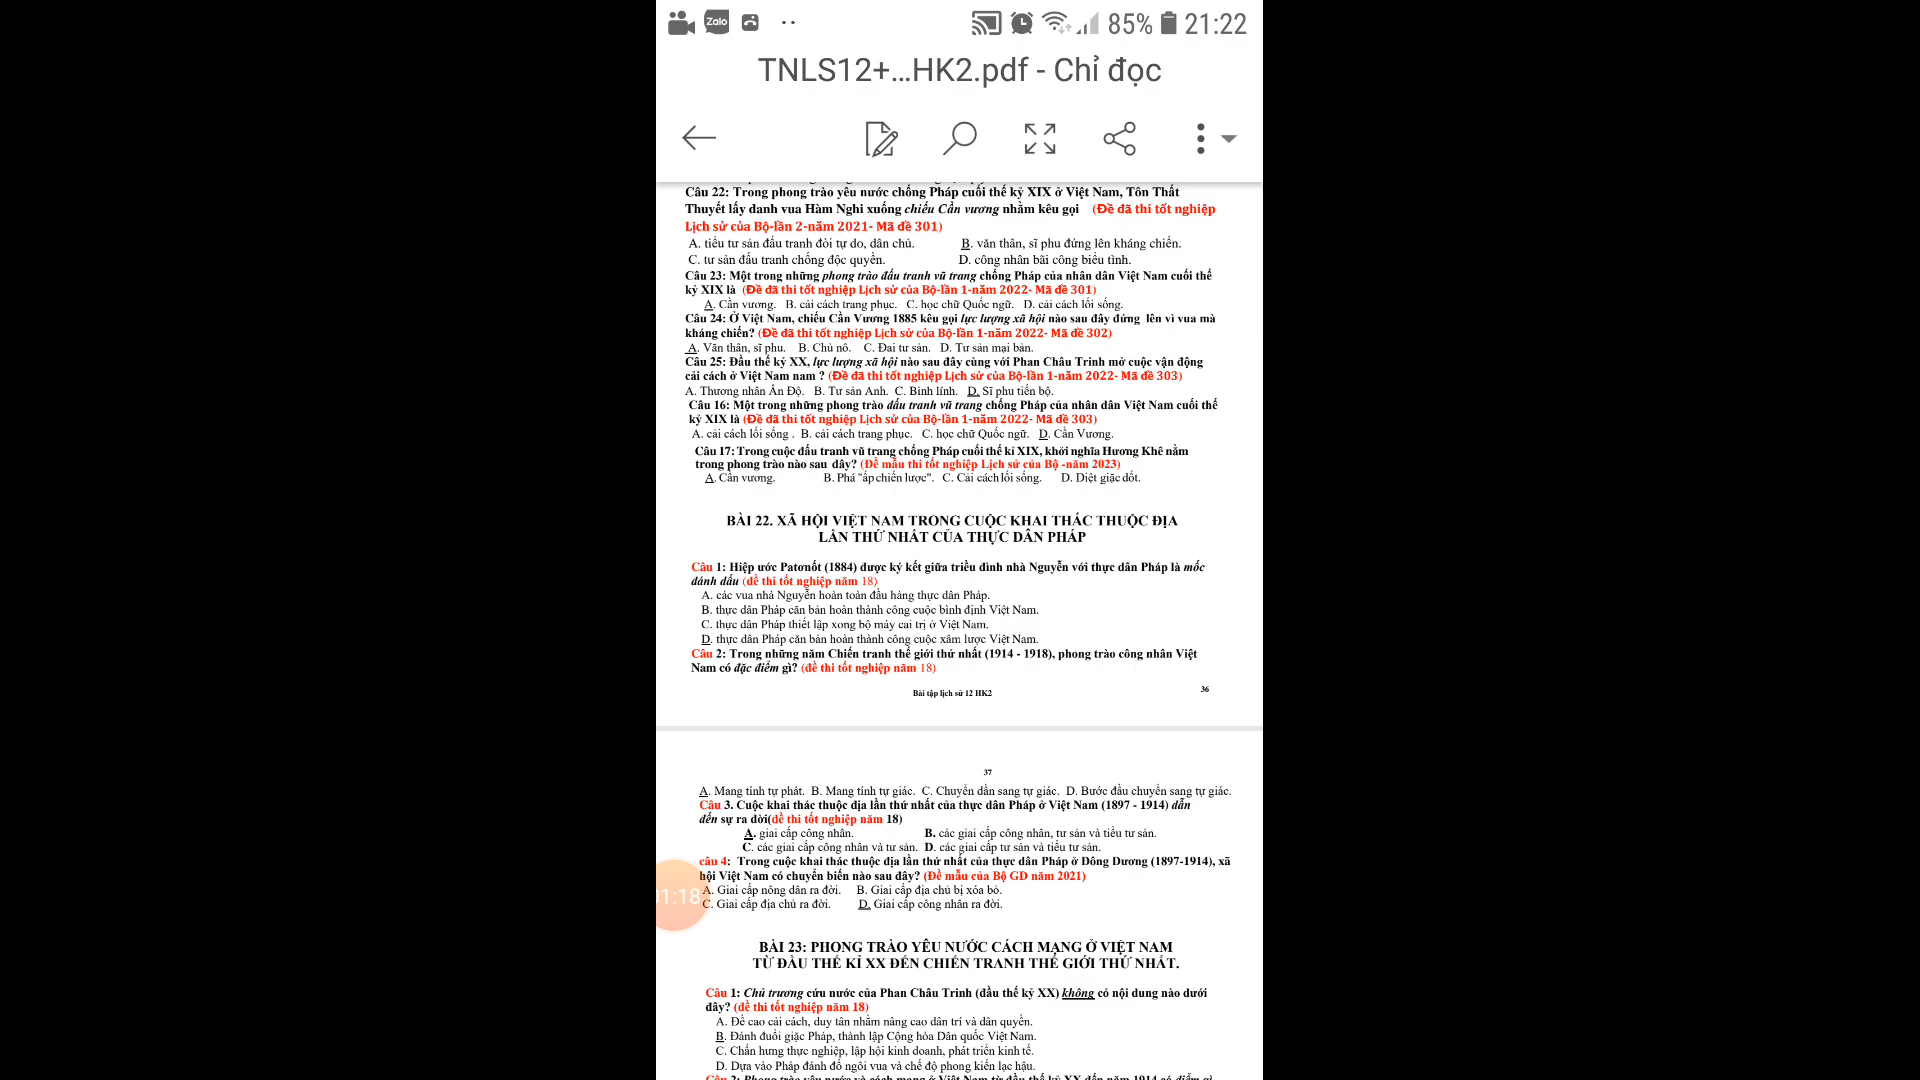 Zalo
85% 21:22
TNLS12+...HK2.pdf - Chỉ đọc
Câu 22: Trong phong trào yêu nước chống Pháp cuối thế kỷ XIX ở Việt Nam, Tôn Thất
Thuyết lấy danh vua Hàm Nghi xuống chiếu Cần vương nhằm kêu gọi (Đề đã thi tốt nghiệp
Lịch sử của Bộ-lần 2-năm 2021- Mã đề 301)
A. tiểu tư sản đấu tranh đòi tự do, dân chủ. B. văn thân, sĩ phu đứng lên kháng chiến.
C. tư sản đấu tranh chống độc quyền. D. công nhân bãi công biểu tình.
Câu 23: Một trong những phong trào đấu tranh vũ trang chống Pháp của nhân dân Việt Nam cuối thế
kỷ XIX là (Đề đã thi tốt nghiệp Lịch sử của Bộ-lần 1-năm 2022- Mã đề 301)
A. Cần vương. B. cải cách trang phục. C. học chữ Quốc ngữ. D. cải cách lối sống.
Câu 24: Ở Việt Nam, chiếu Cần Vương 1885 kêu gọi lực lượng xã hội nào sau đây đứng lên vì vua mà
kháng chiến? (Đề đã thi tốt nghiệp Lịch sử của Bộ-lần 1-năm 2022- Mã đề 302)
A. Văn thân, sĩ phu. B. Chủ nô. C. Đai tư sản. D. Tư sản mại bản.
Câu 25: Đầu thế kỷ XX, lực lượng xã hội nào sau đây cùng với Phan Châu Trinh mở cuộc vận động
cải cách ở Việt Nam nam ? (Đề đã thi tốt nghiệp Lịch sử của Bộ-lần 1-năm 2022- Mã đề 303)
A. Thương nhân Ấn Độ. B. Tư sản Anh. C. Binh lính. D. Sĩ phu tiến bộ.
Câu 16: Một trong những phong trào đấu tranh vũ trang chống Pháp của nhân dân Việt Nam cuối thế
kỷ XIX là (Đề đã thi tốt nghiệp Lịch sử của Bộ-lần 1-năm 2022- Mã đề 303)
A. cải cách lối sống . B. cải cách trang phục. C. học chữ Quốc ngữ. D. Cần Vương.
Câu 17: Trong cuộc đấu tranh vũ trang chống Pháp cuối thế kỉ XIX, khởi nghĩa Hương Khê nằm
trong phong trào nào sau đây? (Đề mẫu thi tốt nghiệp Lịch sử của Bộ -năm 2023)
A. Cần vương. B. Phá "ấp chiến lược". C. Cải cách lối sống. D. Diệt giặc dốt.
BÀI 22. XÃ HỘI VIỆT NAM TRONG CUỘC KHAI THÁC THUỘC ĐỊA
LẦN THỨ NHẤT CỦA THỰC DÂN PHÁP
Câu 1: Hiệp ước Patơnốt (1884) được ký kết giữa triều đình nhà Nguyễn với thực dân Pháp là mốc
đánh dấu (đề thi tốt nghiệp năm 18)
A. các vua nhà Nguyễn hoàn toàn đầu hàng thực dân Pháp.
B. thực dân Pháp căn bản hoàn thành công cuộc bình định Việt Nam.
C. thực dân Pháp thiết lập xong bộ máy cai trị ở Việt Nam.
D. thực dân Pháp căn bản hoàn thành công cuộc xâm lược Việt Nam.
Câu 2: Trong những năm Chiến tranh thế giới thứ nhất (1914 - 1918), phong trào công nhân Việt
Nam có đặc điểm gì? (đề thi tốt nghiệp năm 18)
Bài tập lịch sử 12 HK2 36
37
A. Mang tính tự phát. B. Mang tính tự giác. C. Chuyển dần sang tự giác. D. Bước đầu chuyển sang tự giác.
Câu 3. Cuộc khai thác thuộc địa lần thứ nhất của thực dân Pháp ở Việt Nam (1897 - 1914) dẫn
đến sự ra đời(đề thi tốt nghiệp năm 18)
A. giai cấp công nhân. B. các giai cấp công nhân, tư sản và tiểu tư sản.
C. các giai cấp công nhân và tư sản. D. các giai cấp tư sản và tiểu tư sản.
câu 4: Trong cuộc khai thác thuộc địa lần thứ nhất của thực dân Pháp ở Đông Dương (1897-1914), xã
hội Việt Nam có chuyển biến nào sau đây? (Đề mẫu của Bộ GD năm 2021)
A. Giai cấp nông dân ra đời. B. Giai cấp địa chủ bị xóa bỏ.
01:18 C. Giai cấp địa chủ ra đời. D. Giai cấp công nhân ra đời.
BÀI 23: PHONG TRÀO YÊU NƯỚC CÁCH MẠNG Ở VIỆT NAM
TỪ ĐẦU THẾ KỈ XX ĐẾN CHIẾN TRANH THẾ GIỚI THỨ NHẤT.
Câu 1: Chủ trương cứu nước của Phan Châu Trinh (đầu thế kỷ XX) không có nội dung nào dưới
đây? (đề thi tốt nghiệp năm 18)
A. Đề cao cải cách, duy tân nhằm nâng cao dân trí và dân quyền.
B. Đánh đuổi giặc Pháp, thành lập Cộng hòa Dân quốc Việt Nam.
C. Chấn hưng thực nghiệp, lập hội kinh doanh, phát triển kinh tế.
D. Dựa vào Pháp đánh đổ ngôi vua và chế độ phong kiến lạc hậu.
Câu 2: Phong trào yêu nước và cách mạng ở Việt Nam từ đầu thế kỷ XX đến năm 1914 có điểm gì